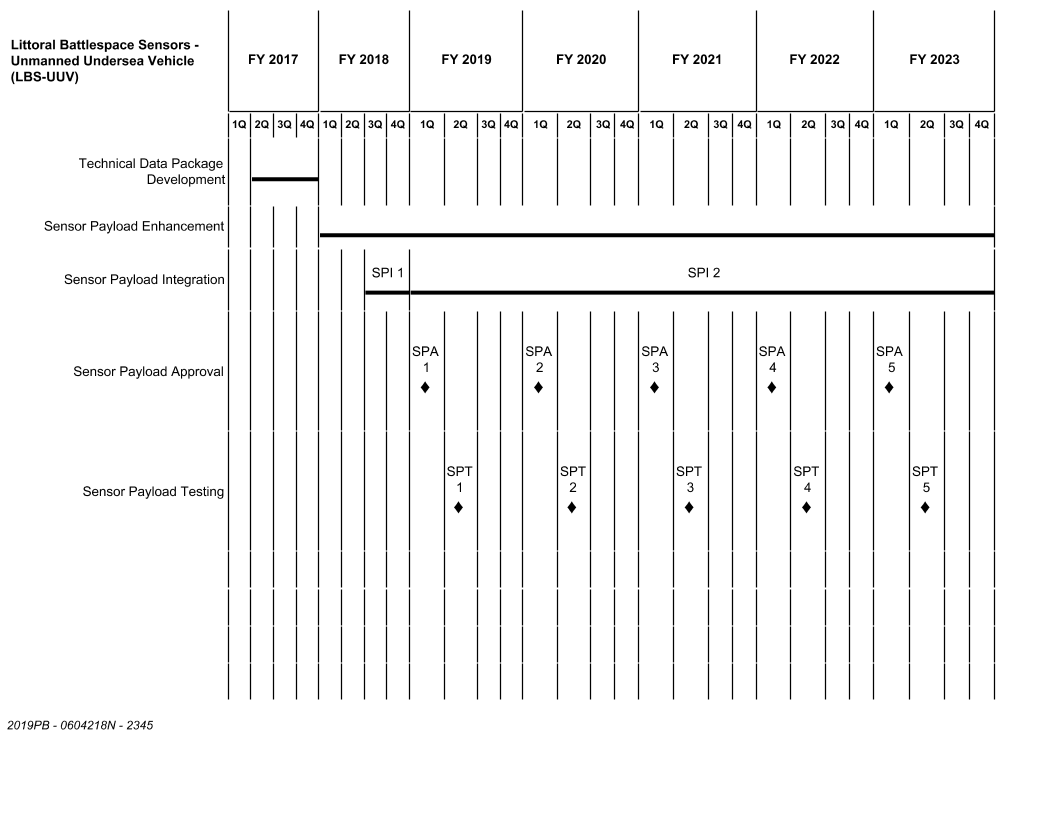 Littoral Battlespace Sensors -
Unmanned Undersea Vehicle
(LBS-UUV)
FY 2017 FY 2018 FY 2019 FY 2020 FY 2021 FY 2022 FY 2023
1Q 2Q 3Q 4Q 1Q 2Q 3Q 4Q 1Q 2Q 3Q 4Q 1Q 2Q 3Q 4Q 1Q 2Q 3Q 4Q 1Q 2Q 3Q 4Q 1Q 2Q 3Q 4Q
Technical Data Package
Development
Sensor Payload Enhancement
Sensor Payload Integration
SPI 1 SPI 2
Sensor Payload Approval
SPA SPA SPA SPA SPA
1 2 3 4 5
Sensor Payload Testing
SPT SPT SPT SPT SPT
1 2 3 4 5
2019PB - 0604218N - 2345